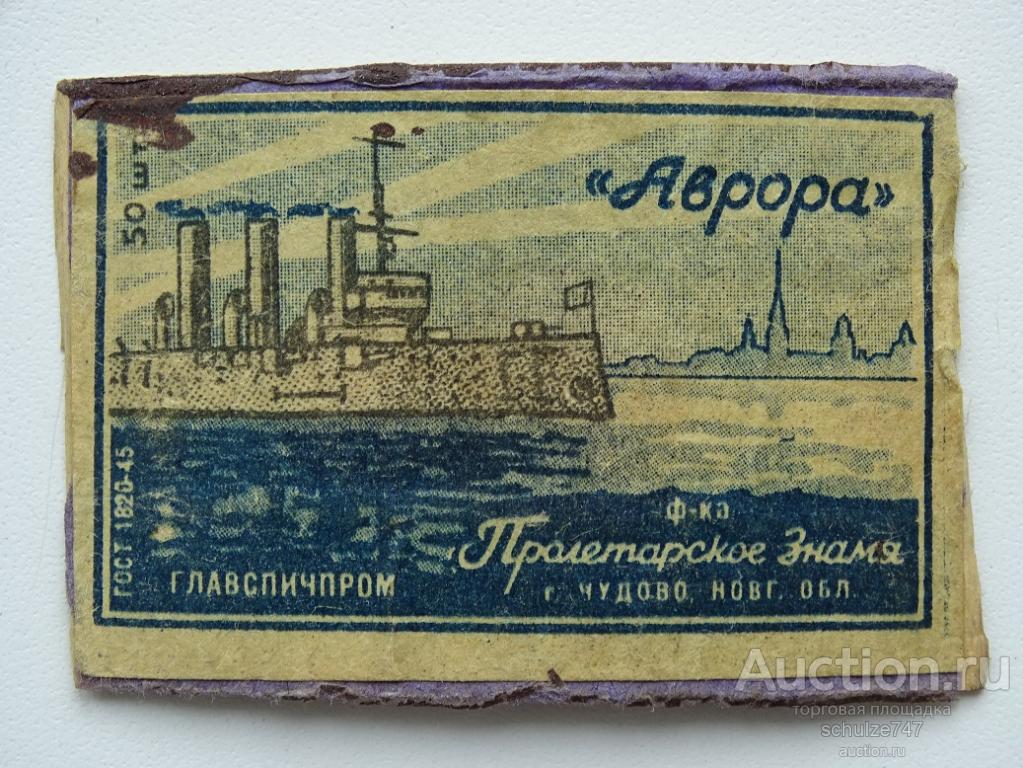 50 шт
«Аврора»
ГОСТ 1820-45
ГЛАВСПИЧПРОМ
ф-ка
Пролетарское Знамя
г. ЧУДОВО, НОВГ. ОБЛ.
Auction.ru
торговая площадка
schulze747
auction.ru